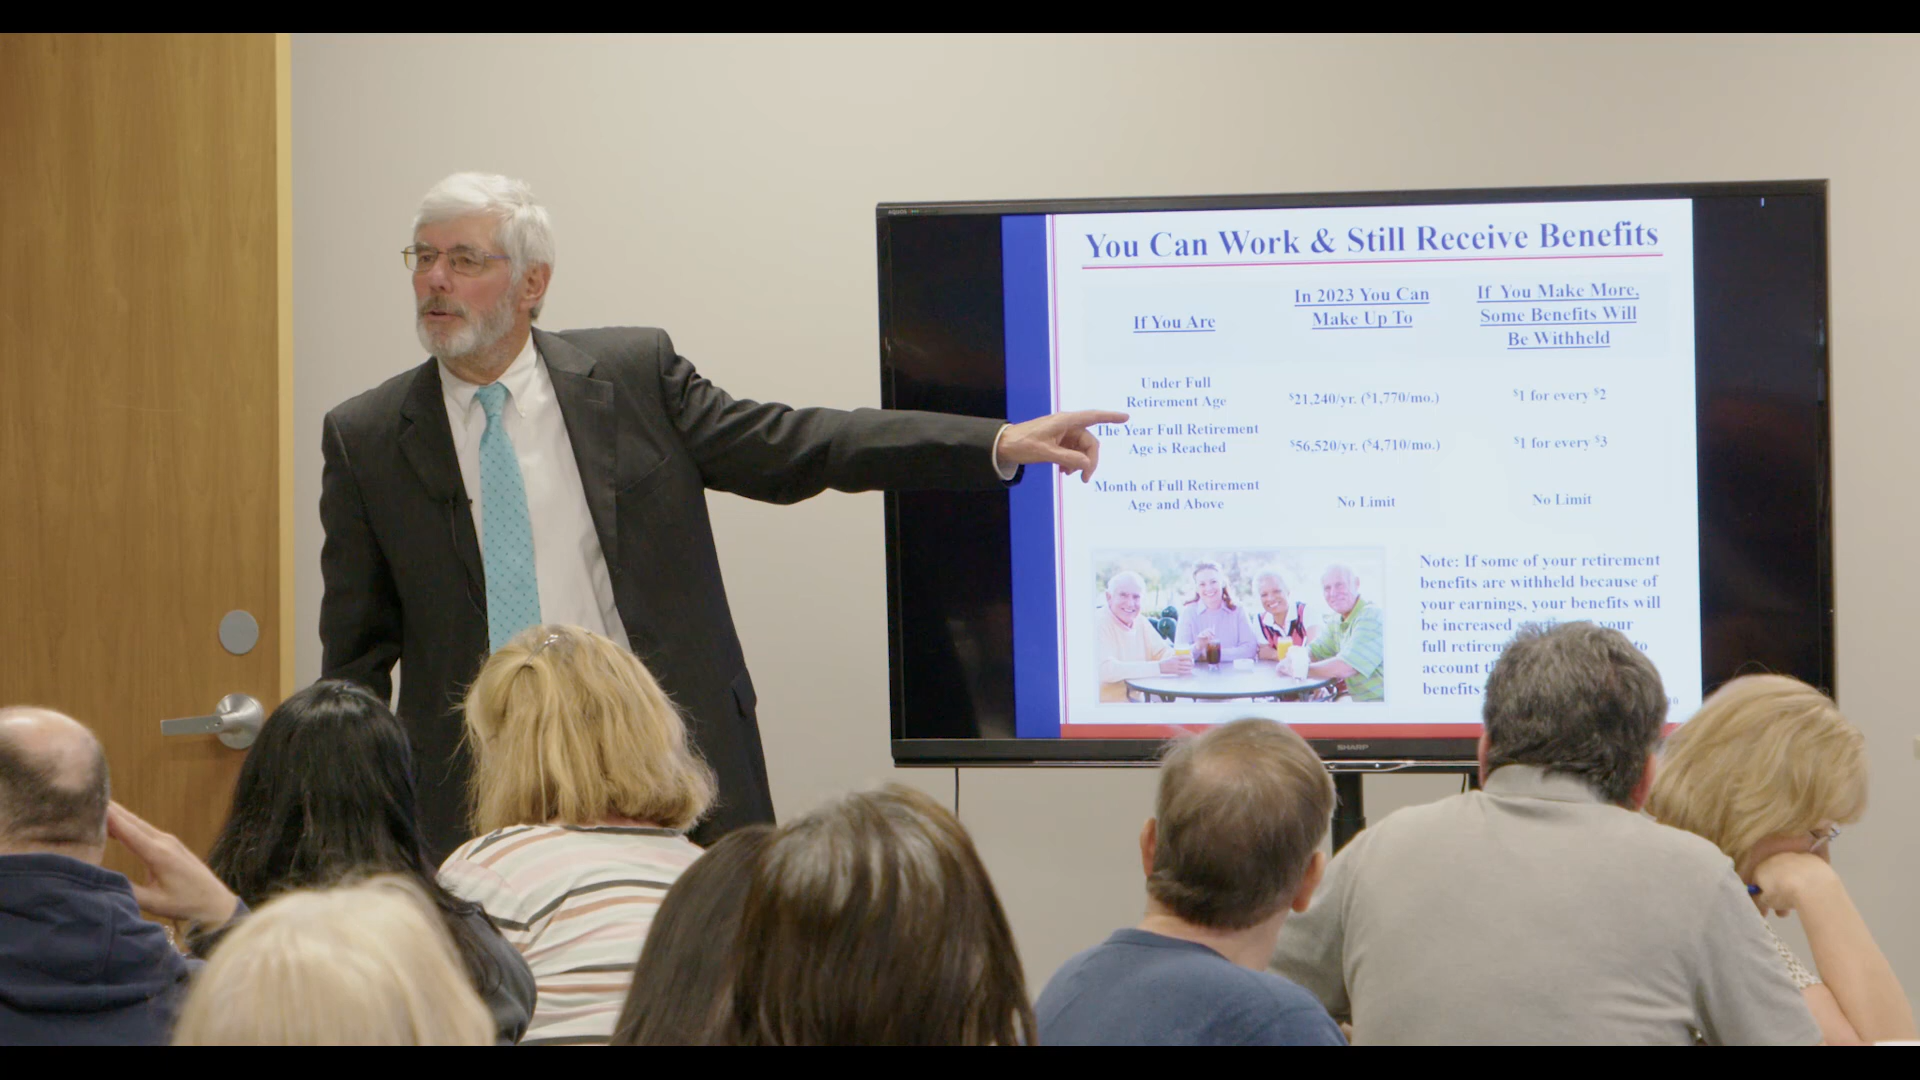 You Can Work & Still Receive Benefits
If You Are
In 2023 You Can
Make Up To
If You Make More,
Some Benefits Will
Be Withheld
Under Full
Retirement Age
$21,240/yr. ($1,770/mo.)
$1 for every $2
The Year Full Retirement
Age is Reached
$56,520/yr. ($4,710/mo.)
$1 for every $3
Month of Full Retirement
Age and Above
No Limit
No Limit
Note: If some of your retirement
benefits are withheld because of
your earnings, your benefits will
be increased your
full to
account
benefits
SHARP